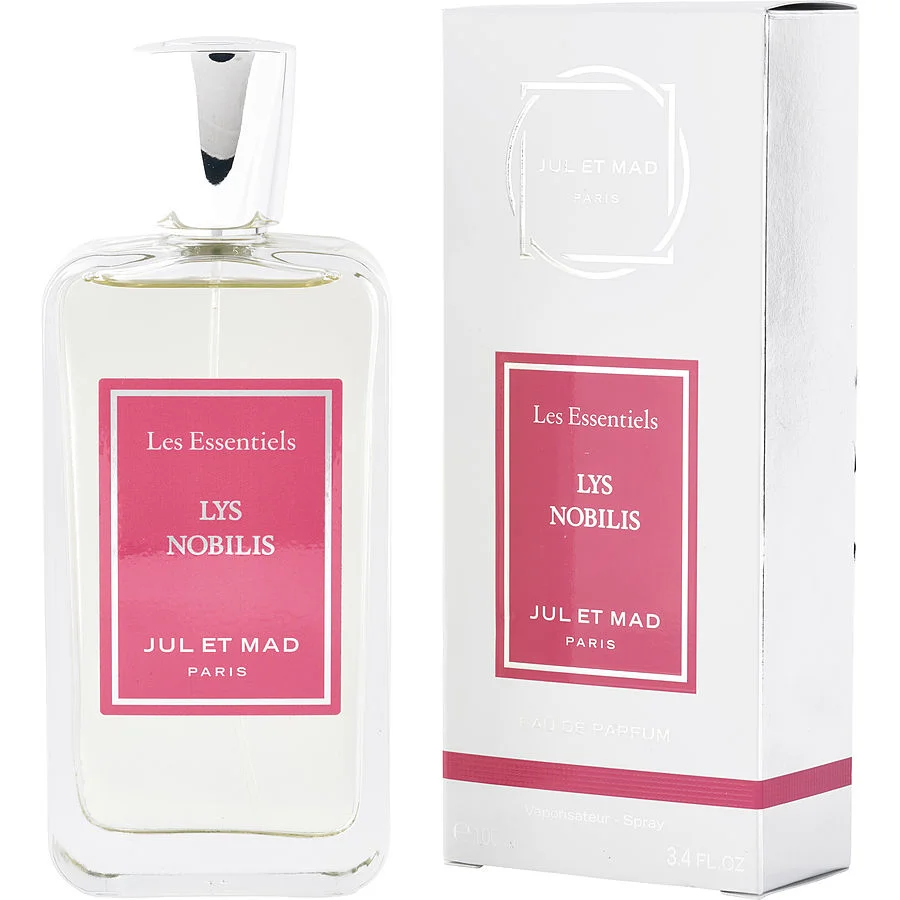 Les Essentiels
LYS
NOBILIS
JUL ET MAD
PARIS
JUL ET MAD
PARIS
Les Essentiels
LYS
NOBILIS
JUL ET MAD
PARIS
EAU DE PARFUM
Vaporisateur - Spray
3.4 FL.OZ